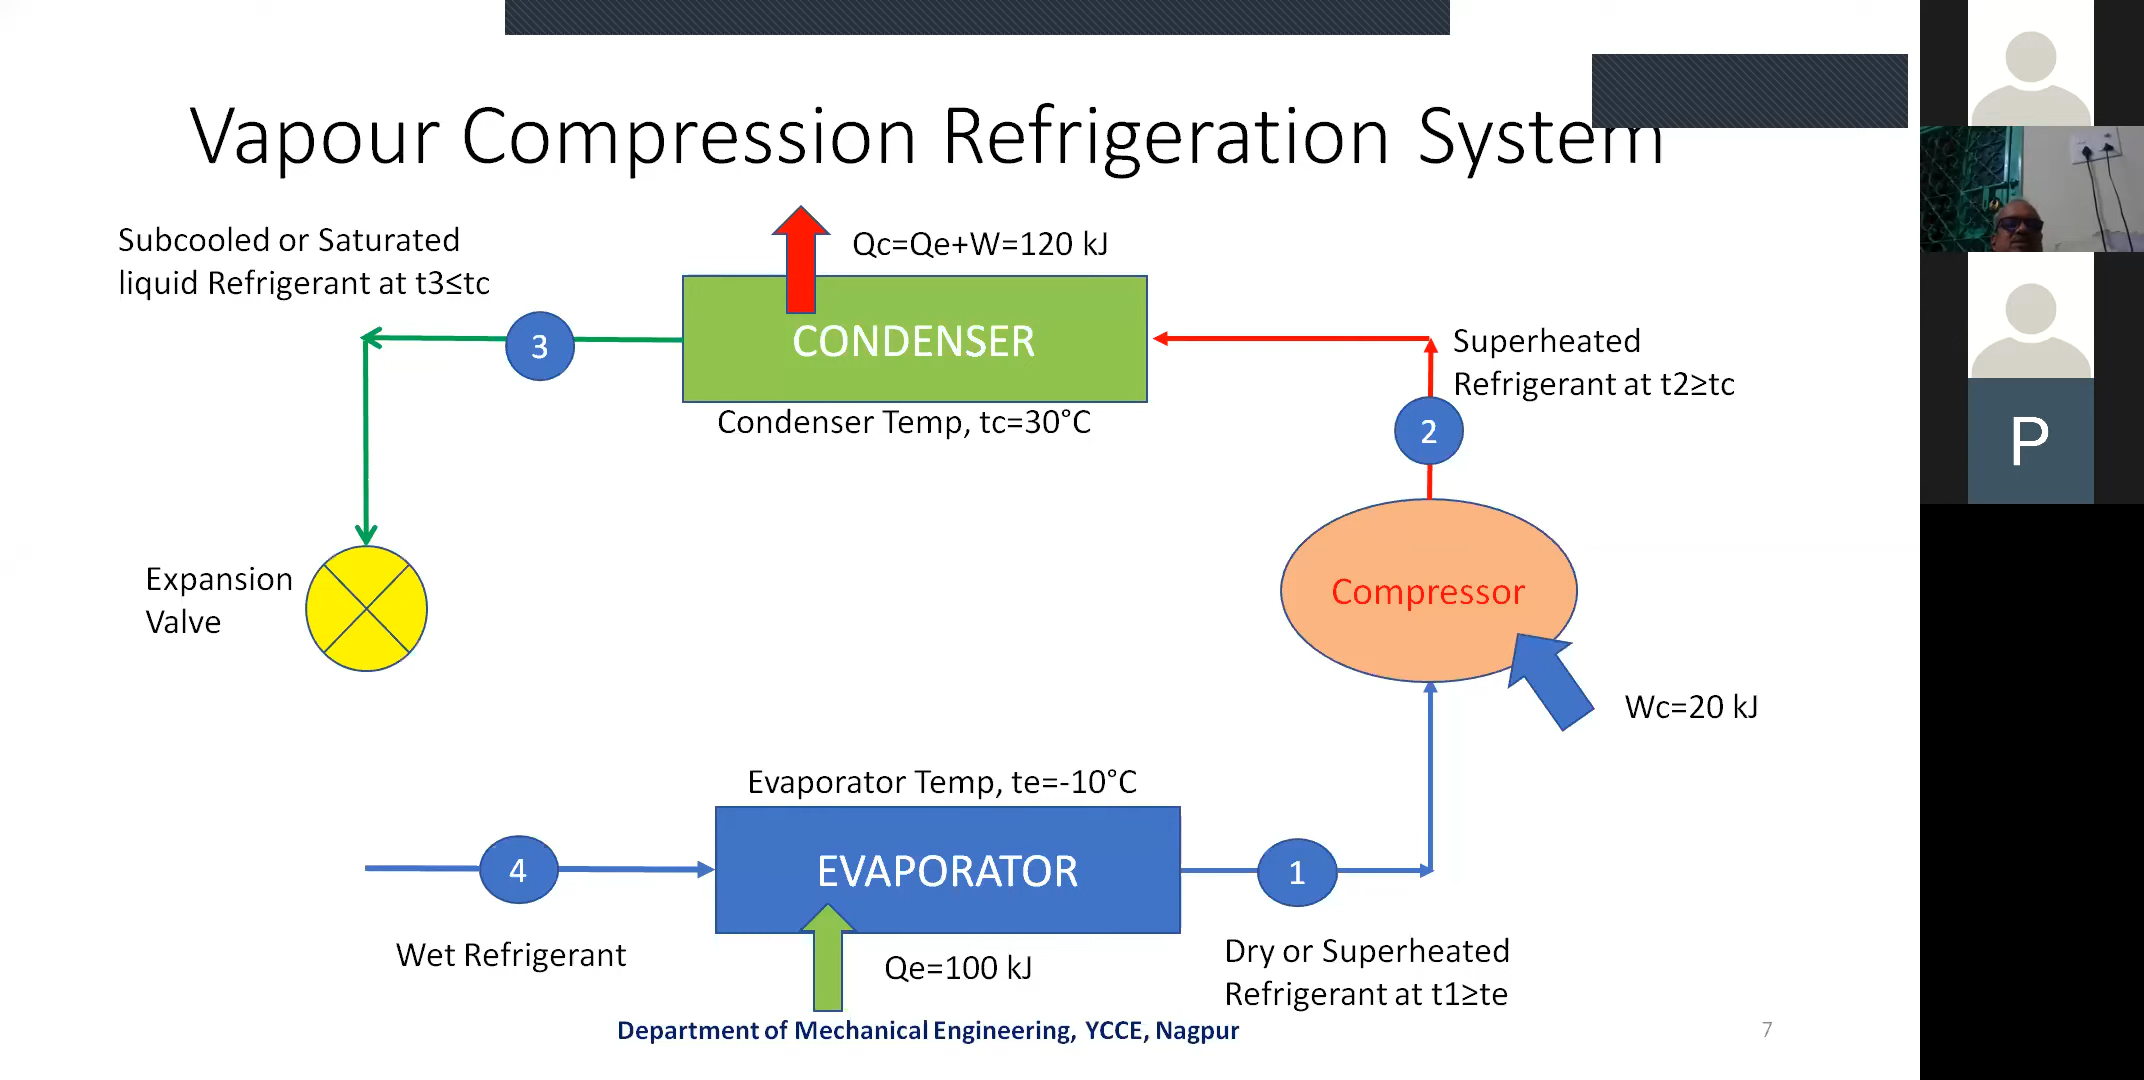 Vapour Compression Refrigeration System
Subcooled or Saturated
liquid Refrigerant at t3≤tc
Qc=Qe+W=120 kJ
3
CONDENSER
Condenser Temp, tc=30°C
Superheated
Refrigerant at t2≥tc
2
P
Expansion
Valve
Compressor
Wc=20 kJ
Evaporator Temp, te=-10°C
4
EVAPORATOR
1
Wet Refrigerant
Qe=100 kJ
Dry or Superheated
Refrigerant at t1≥te
Department of Mechanical Engineering, YCCE, Nagpur
7